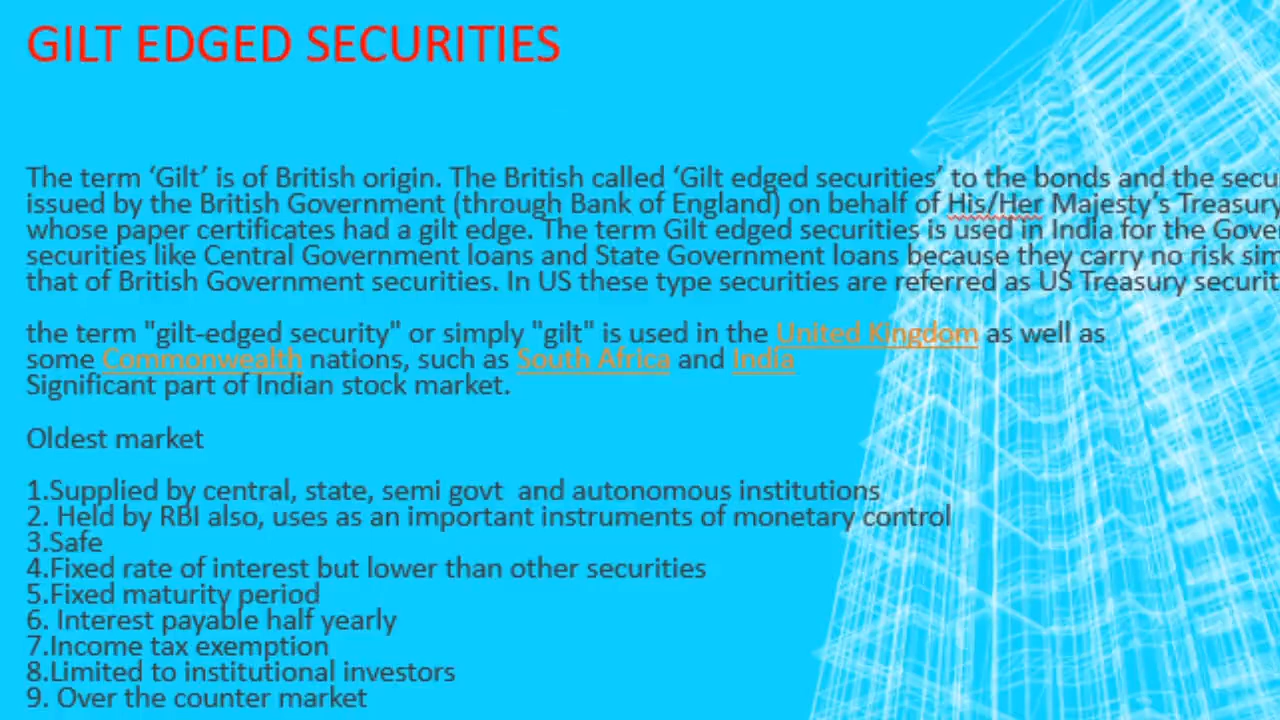 GILT EDGED SECURITIES
The term ‘Gilt’ is of British origin. The British called ‘Gilt edged securities’ to the bonds and the
issued by the British Government (through Bank of England) on behalf of His/Her Majesty's Treasury
whose paper certificates had a gilt edge. The term Gilt edged securities is used in India for the
securities like Central Government loans and State Government loans because they carry no risk
that of British Government securities. In US these type securities are referred as US Treasury
the term "gilt-edged security" or simply "gilt" is used in the United Kingdom as well as
some Commonwealth nations, such as South Africa and India
Significant part of Indian stock market.
Oldest market
1.Supplied by central, state, semi govt and autonomous institutions
2. Held by RBI also, uses as an important instruments of monetary control
3.Safe
4.Fixed rate of interest but lower than other securities
5.Fixed maturity period
6. Interest payable half yearly
7.Income tax exemption
8.Limited to institutional investors
9. Over the counter market